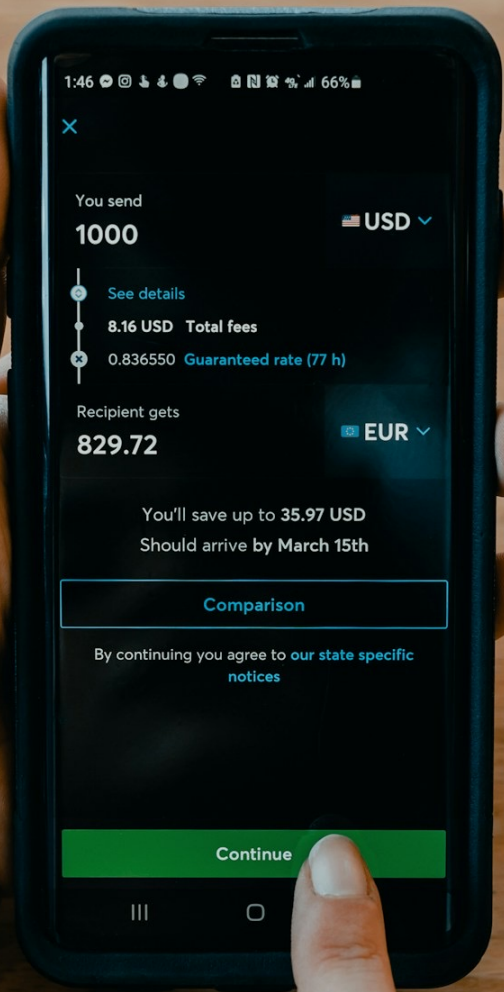 1:46 66%
You send
1000 USD
See details
8.16 USD Total fees
0.836550 Guaranteed rate (77 h)
Recipient gets
829.72 EUR
You'll save up to 35.97 USD
Should arrive by March 15th
Comparison
By continuing you agree to our state specific
notices
Continue